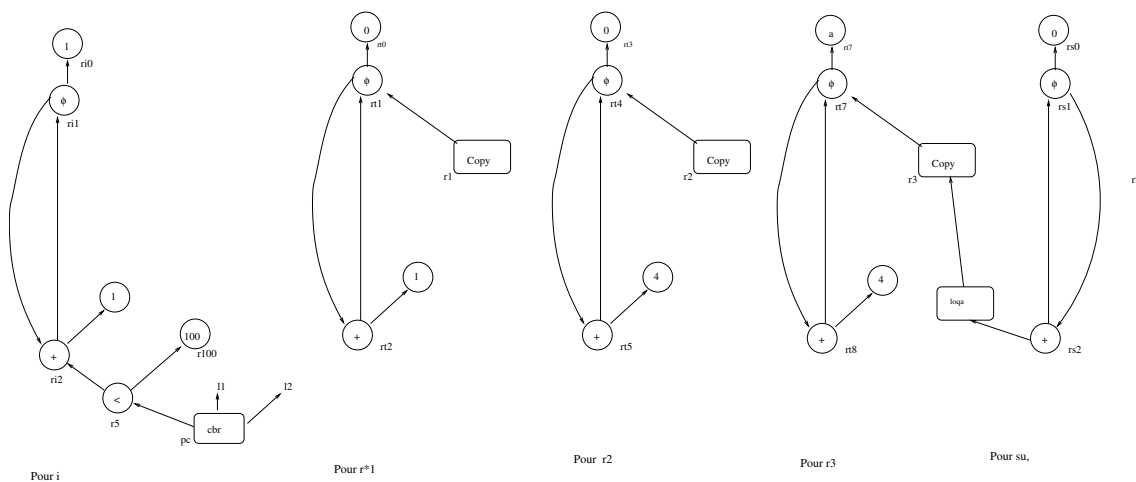 1
ri0
ϕ
ri1
1
+
ri2
100
r100
<
r5
l1
l2
pc
cbr
Pour i
0
rt0
ϕ
rt1
Copy
r1
1
+
rt2
Pour r*1
0
rt3
ϕ
rt4
Copy
r2
4
+
rt5
Pour r2
a
rt7
ϕ
rt7
Copy
r3
4
+
rt8
Pour r3
0
rs0
ϕ
rs1
loqa
+
rs2
Pour su,